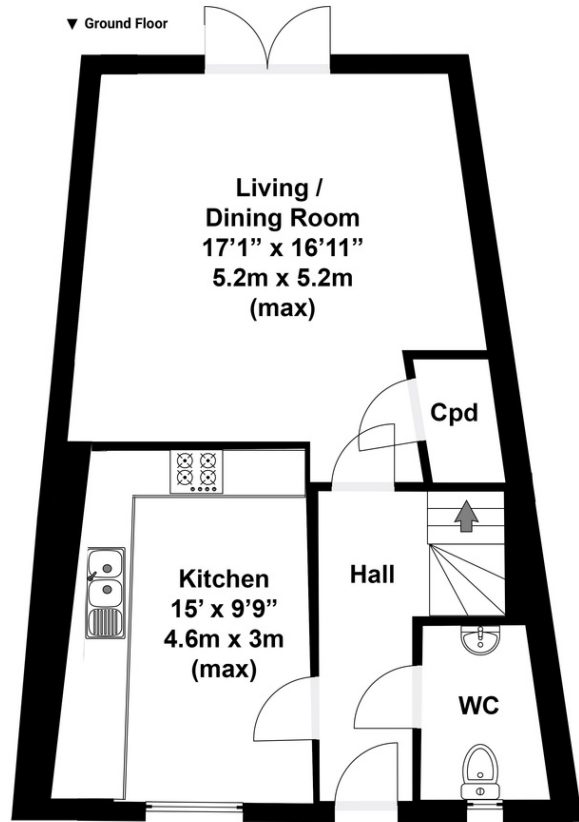 ▼ Ground Floor
Living /
Dining Room
17’1” x 16’11”
5.2m x 5.2m
(max)
Cpd
Kitchen
15’ x 9’9”
4.6m x 3m
(max)
Hall
WC